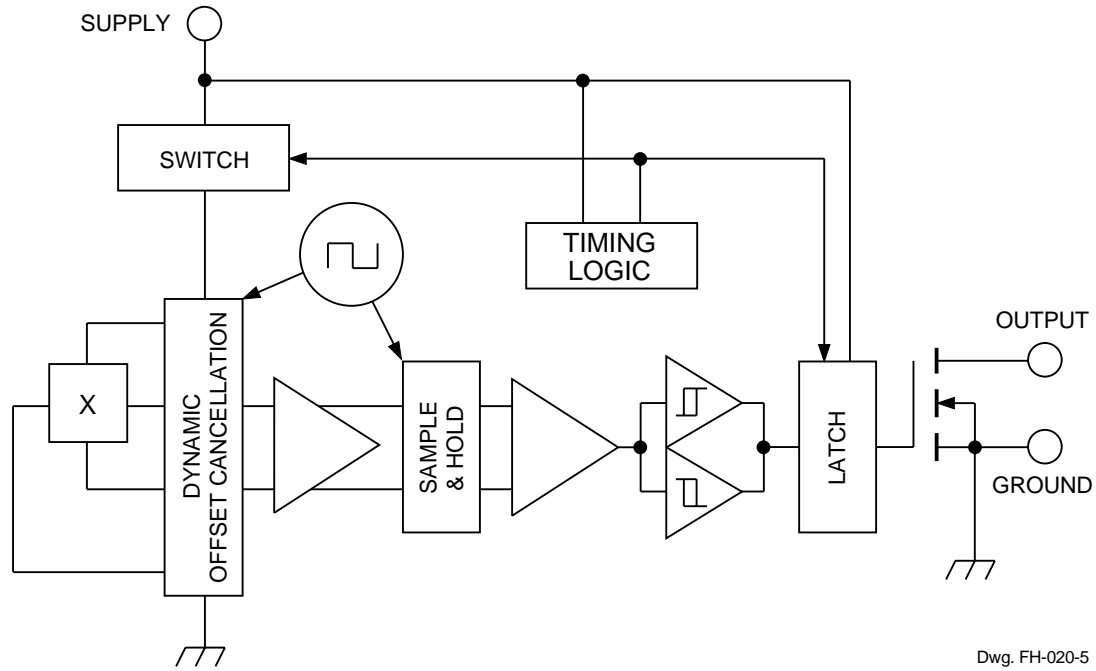 SUPPLY
SWITCH
TIMING
LOGIC
OUTPUT
X
DYNAMIC
OFFSET CANCELLATION
SAMPLE
& HOLD
LATCH
GROUND
Dwg. FH-020-5